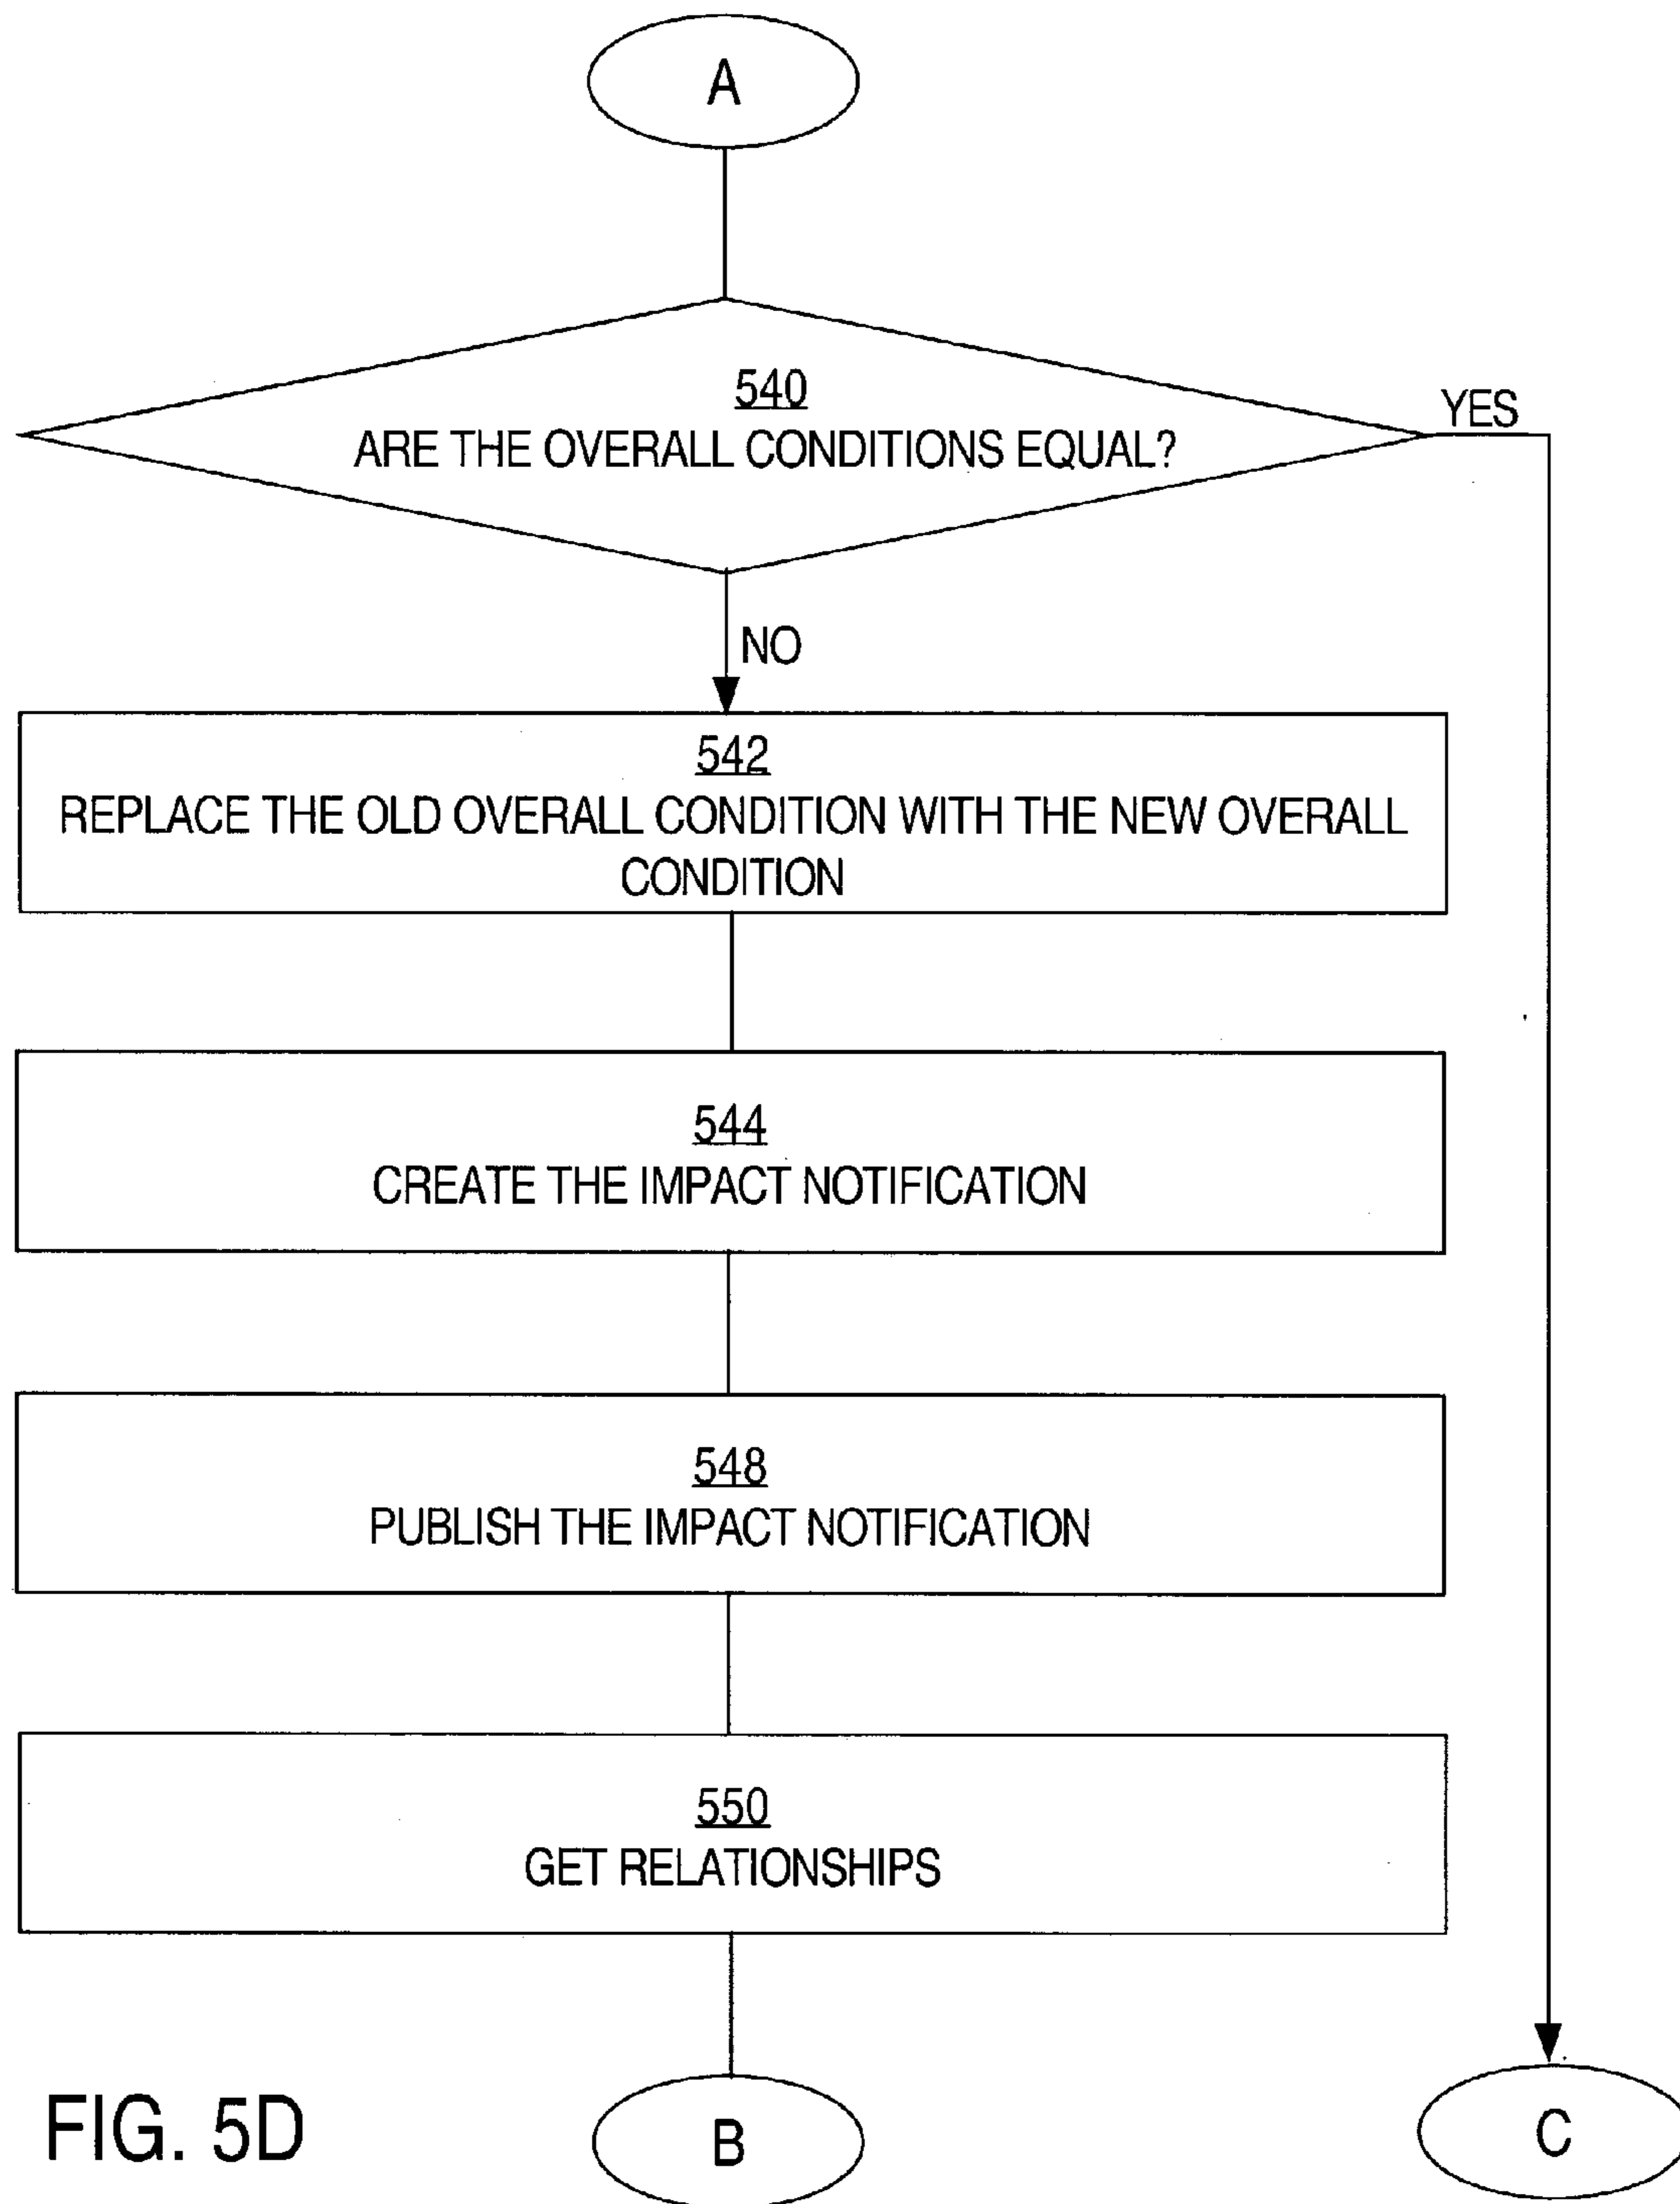 A
540
ARE THE OVERALL CONDITIONS EQUAL?
YES
NO
542
REPLACE THE OLD OVERALL CONDITION WITH THE NEW OVERALL
CONDITION
544
CREATE THE IMPACT NOTIFICATION
548
PUBLISH THE IMPACT NOTIFICATION
550
GET RELATIONSHIPS
FIG. 5D
B
C